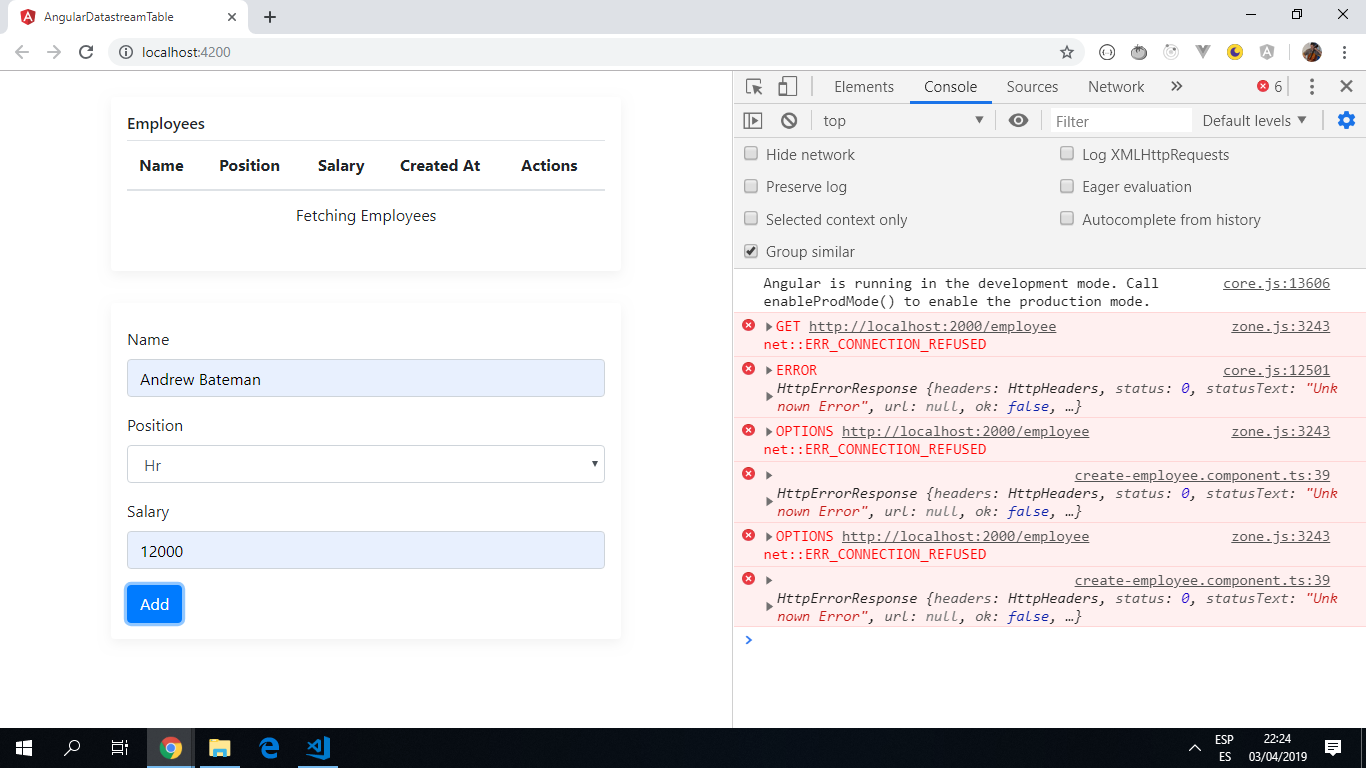 AngularDatastreamTable
localhost:4200
Employees
Name Position Salary Created At Actions
Fetching Employees
Name
Andrew Bateman
Position
Hr
Salary
12000
Add
Elements Console Sources Network 6
top Filter Default levels
Hide network Log XMLHttpRequests
Preserve log Eager evaluation
Selected context only Autocomplete from history
Group similar
Angular is running in the development mode. Call core.js:13606
enableProdMode() to enable the production mode.
GET http://localhost:2000/employee zone.js:3243
net::ERR_CONNECTION_REFUSED
ERROR core.js:12501
HttpErrorResponse {headers: HttpHeaders, status: 0, statusText: "Unk
nown Error", url: null, ok: false, …}
OPTIONS http://localhost:2000/employee zone.js:3243
net::ERR_CONNECTION_REFUSED
create-employee.component.ts:39
HttpErrorResponse {headers: HttpHeaders, status: 0, statusText: "Unk
nown Error", url: null, ok: false, …}
OPTIONS http://localhost:2000/employee zone.js:3243
net::ERR_CONNECTION_REFUSED
create-employee.component.ts:39
HttpErrorResponse {headers: HttpHeaders, status: 0, statusText: "Unk
nown Error", url: null, ok: false, …}
ESP 22:24
ES 03/04/2019